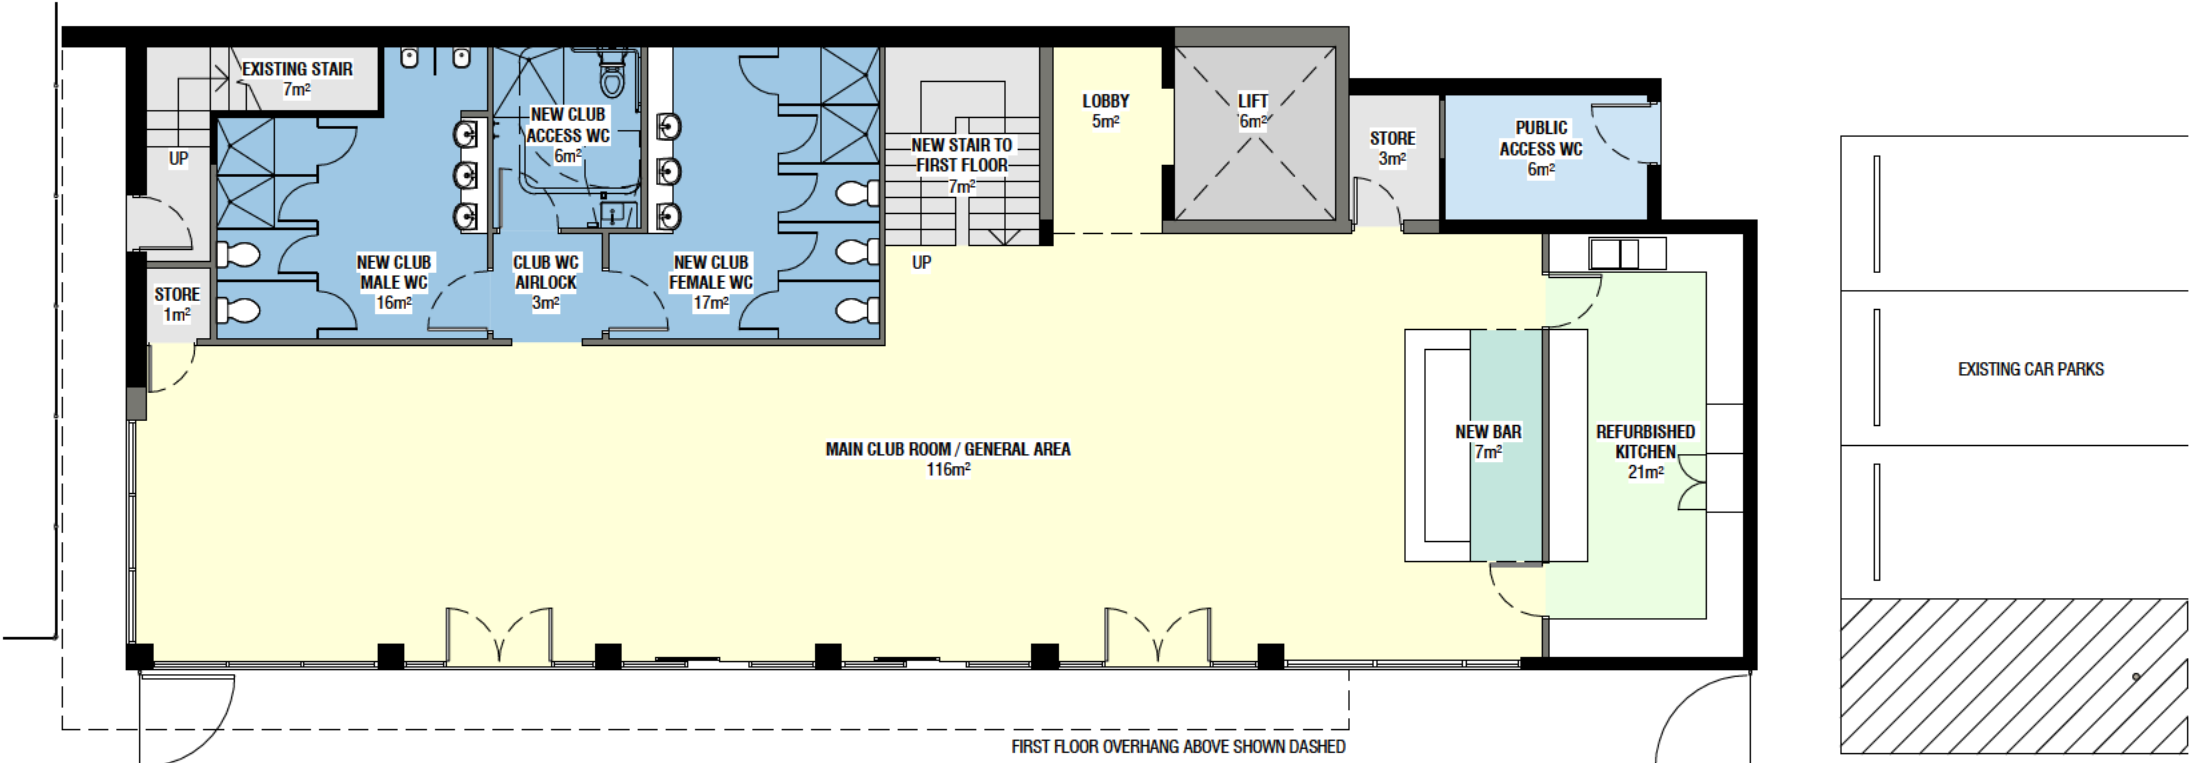 EXISTING STAIR
7m²
UP
NEW CLUB
ACCESS WC
6m²
NEW STAIR TO
FIRST FLOOR
7m²
UP
LOBBY
5m²
LIFT
6m²
STORE
3m²
PUBLIC
ACCESS WC
6m²
STORE
1m²
NEW CLUB
MALE WC
16m²
CLUB WC
AIRLOCK
3m²
NEW CLUB
FEMALE WC
17m²
MAIN CLUB ROOM / GENERAL AREA
116m²
NEW BAR
7m²
REFURBISHED
KITCHEN
21m²
EXISTING CAR PARKS
FIRST FLOOR OVERHANG ABOVE SHOWN DASHED